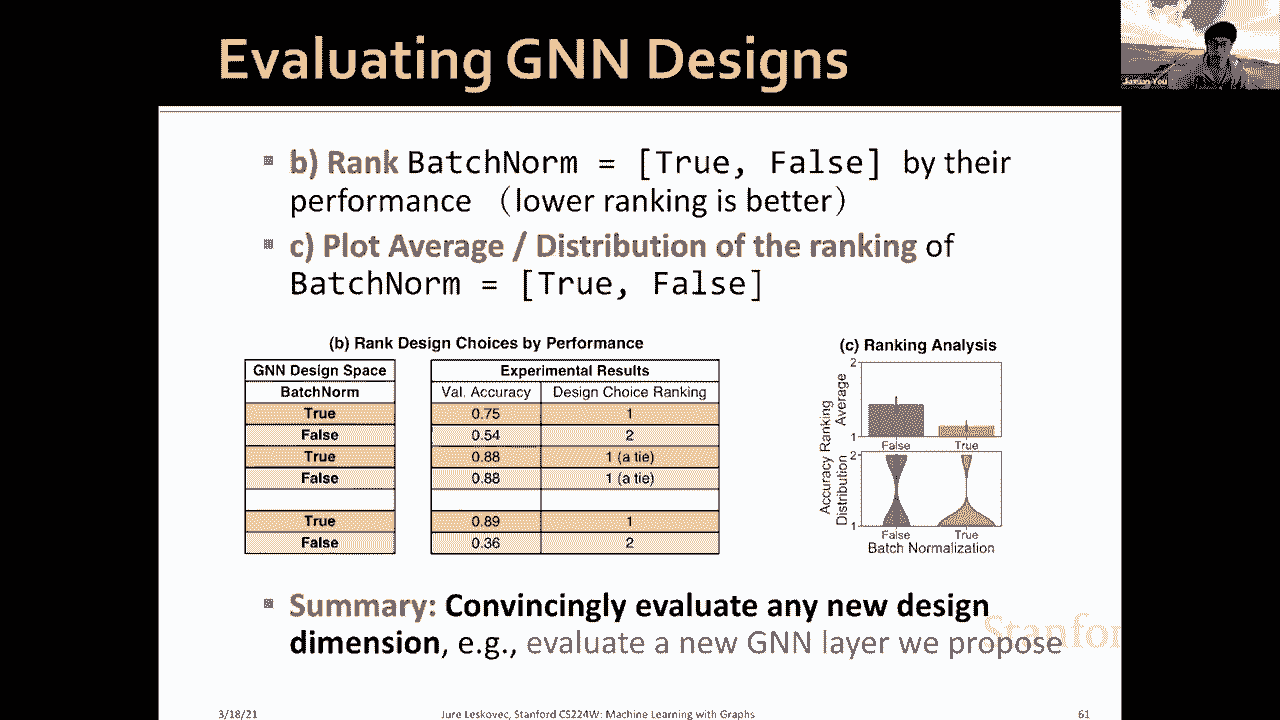 Evaluating GNN Designs
b) Rank BatchNorm = [True, False] by their
performance （lower ranking is better）
c) Plot Average / Distribution of the ranking of
BatchNorm = [True, False]
(b) Rank Design Choices by Performance
GNN Design Space
BatchNorm
True
False
True
False
True
False
Experimental Results
Val. Accuracy Design Choice Ranking
0.75 1
0.54 2
0.88 1 (a tie)
0.88 1 (a tie)
0.89 1
0.36 2
(c) Ranking Analysis
Accuracy Ranking
Average
2
1
False True
Distribution
2
1
False True
Batch Normalization
Summary: Convincingly evaluate any new design
dimension, e.g., evaluate a new GNN layer we propose
Stanfor
3/18/21
Jure Leskovec, Stanford CS224W: Machine Learning with Graphs
61